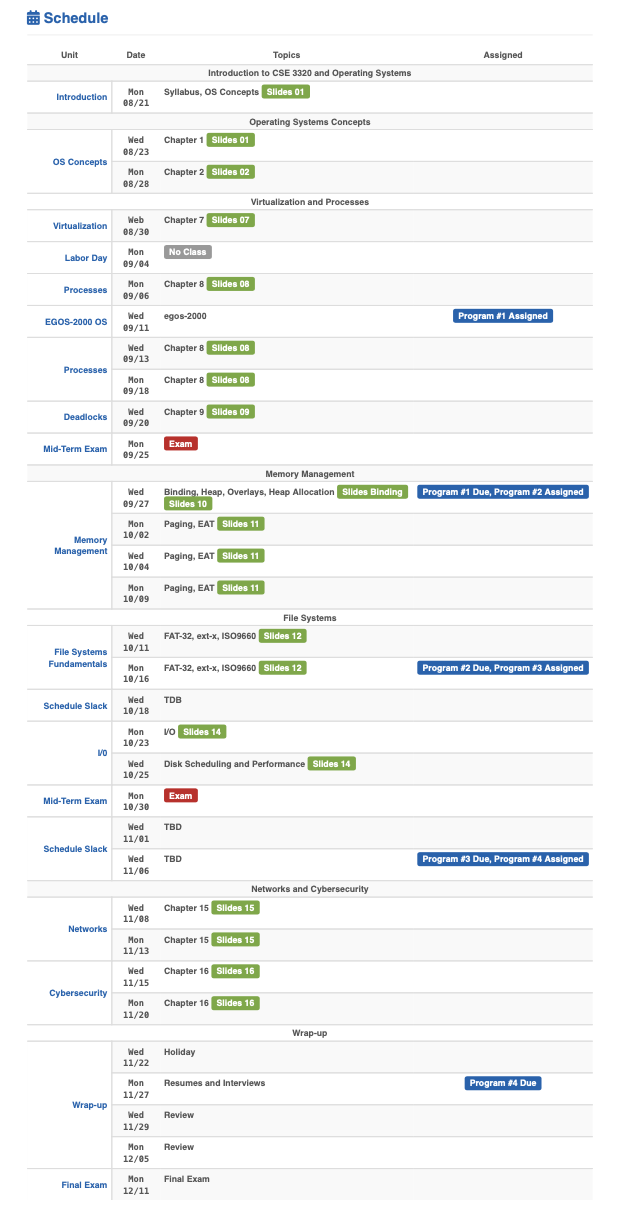 Schedule
Unit Date Topics Assigned
Introduction to CSE 3320 and Operating Systems
Introduction Mon 08/21 Syllabus, OS Concepts Slides 01
Operating Systems Concepts
OS Concepts Wed 08/23 Chapter 1 Slides 01
Mon 08/28 Chapter 2 Slides 02
Virtualization and Processes
Virtualization Web 08/30 Chapter 7 Slides 07
Labor Day Mon 09/04 No Class
Processes Mon 09/06 Chapter 8 Slides 08
EGOS-2000 OS Wed 09/11 egos-2000 Program #1 Assigned
Processes Wed 09/13 Chapter 8 Slides 08
Mon 09/18 Chapter 8 Slides 08
Deadlocks Wed 09/20 Chapter 9 Slides 09
Mid-Term Exam Mon 09/25 Exam
Memory Management
Memory Management Wed 09/27 Binding, Heap, Overlays, Heap Allocation Slides Binding Slides 10 Program #1 Due, Program #2 Assigned
Mon 10/02 Paging, EAT Slides 11
Wed 10/04 Paging, EAT Slides 11
Mon 10/09 Paging, EAT Slides 11
File Systems
File Systems Fundamentals Wed 10/11 FAT-32, ext-x, ISO9660 Slides 12
Mon 10/16 FAT-32, ext-x, ISO9660 Slides 12 Program #2 Due, Program #3 Assigned
Schedule Slack Wed 10/18 TDB
I/0 Mon 10/23 I/O Slides 14
Wed 10/25 Disk Scheduling and Performance Slides 14
Mid-Term Exam Mon 10/30 Exam
Schedule Slack Wed 11/01 TBD
Wed 11/06 TBD Program #3 Due, Program #4 Assigned
Networks and Cybersecurity
Networks Wed 11/08 Chapter 15 Slides 15
Mon 11/13 Chapter 15 Slides 15
Cybersecurity Wed 11/15 Chapter 16 Slides 16
Mon 11/20 Chapter 16 Slides 16
Wrap-up
Wrap-up Wed 11/22 Holiday
Mon 11/27 Resumes and Interviews Program #4 Due
Wed 11/29 Review
Mon 12/05 Review
Final Exam Mon 12/11 Final Exam